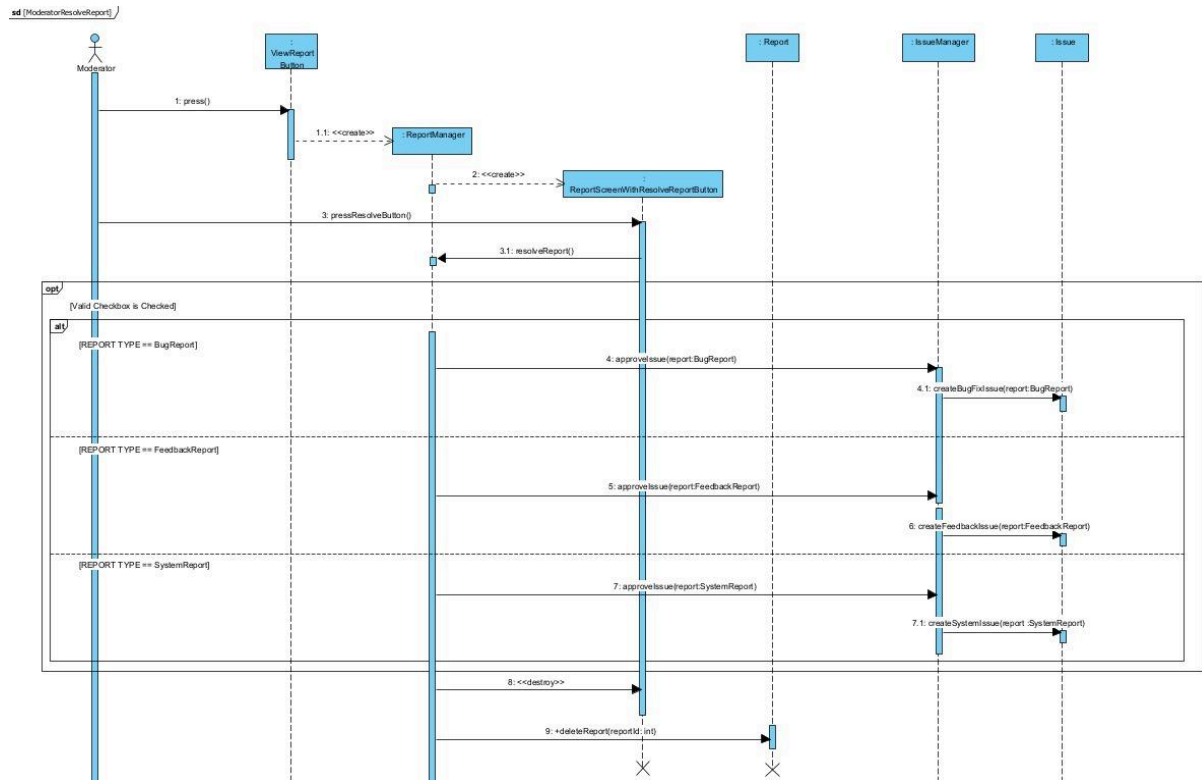 sd [ModeratorResolveReport]
Moderator
:
ViewReport
Button
: Report
: IssueManager
: Issue
1: press()
1.1: <<create>>
: ReportManager
2: <<create>>
:
ReportScreenWithResolveReportButton
3: pressResolveButton()
3.1: resolveReport()
opt
[Valid Checkbox is Checked]
alt
[REPORT TYPE == BugReport]
4: approveIssue(report:BugReport)
4.1: createBugFixIssue(report:BugReport)
[REPORT TYPE == FeedbackReport]
5: approveIssue(report:FeedbackReport)
6: createFeedbackIssue(report:FeedbackReport)
[REPORT TYPE == SystemReport]
7: approveIssue(report:SystemReport)
7.1: createSystemIssue(report :SystemReport)
8: <<destroy>>
9: +deleteReport(reportId: int)